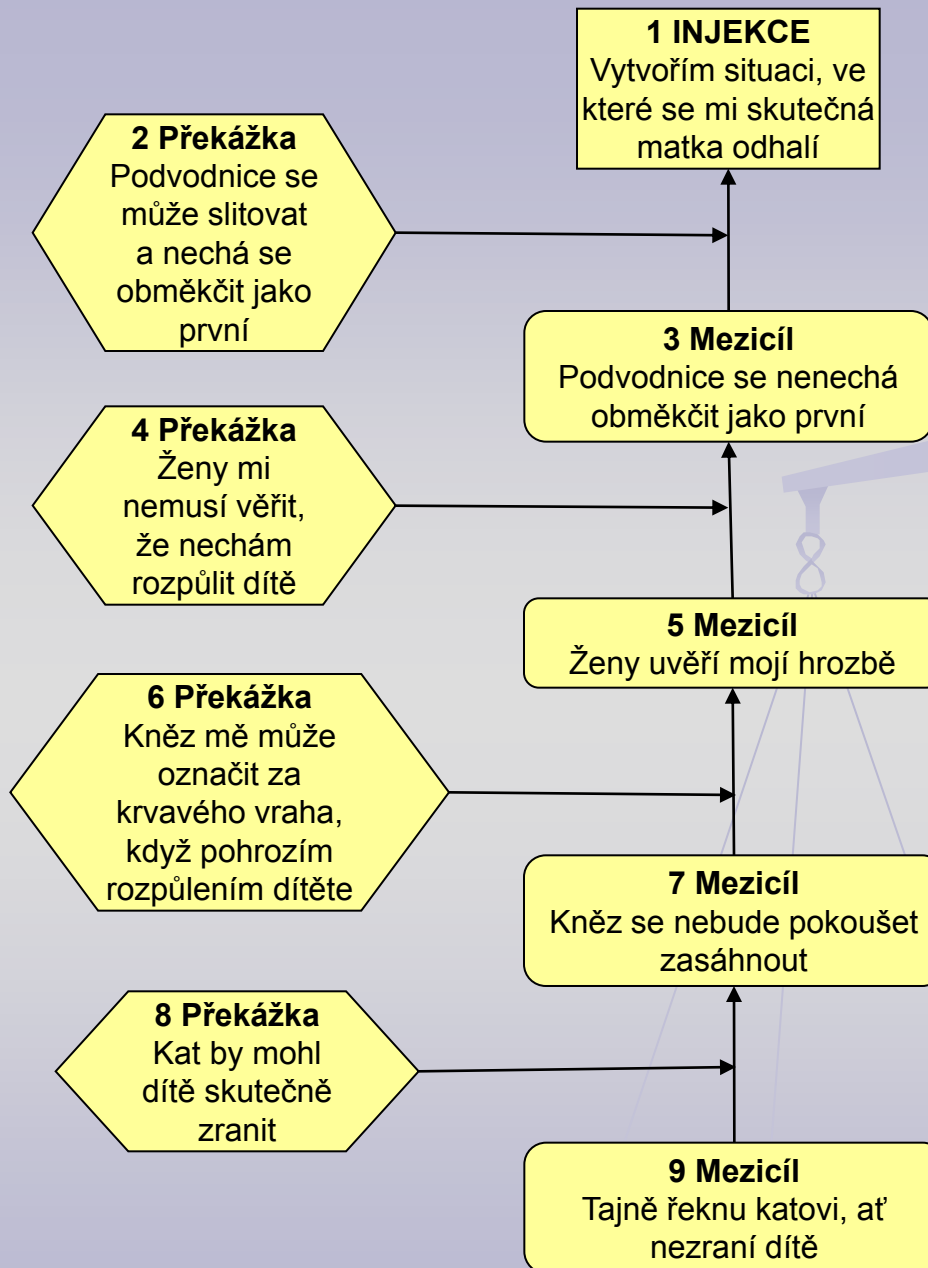 1 INJEKCE
Vytvořím situaci, ve
které se mi skutečná
matka odhalí
2 Překážka
Podvodnice se
může slitovat
a nechá se
obměkčit jako
první
3 Mezicíl
Podvodnice se nenechá
obměkčit jako první
4 Překážka
Ženy mi
nemusí věřit,
že nechám
rozpůlit dítě
5 Mezicíl
Ženy uvěří mojí hrozbě
6 Překážka
Kněz mě může
označit za
krvavého vraha,
když pohrozím
rozpůlením dítěte
7 Mezicíl
Kněz se nebude pokoušet
zasáhnout
8 Překážka
Kat by mohl
dítě skutečně
zranit
9 Mezicíl
Tajně řeknu katovi, ať
nezraní dítě